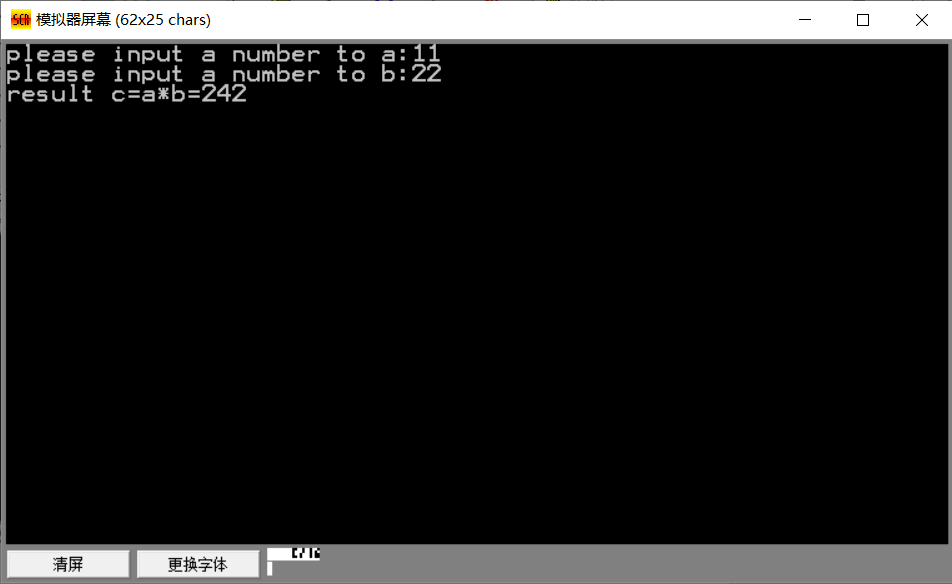 SCR 模拟器屏幕 (62x25 chars)
please input a number to a:11
please input a number to b:22
result c=a*b=242
清屏 更换字体